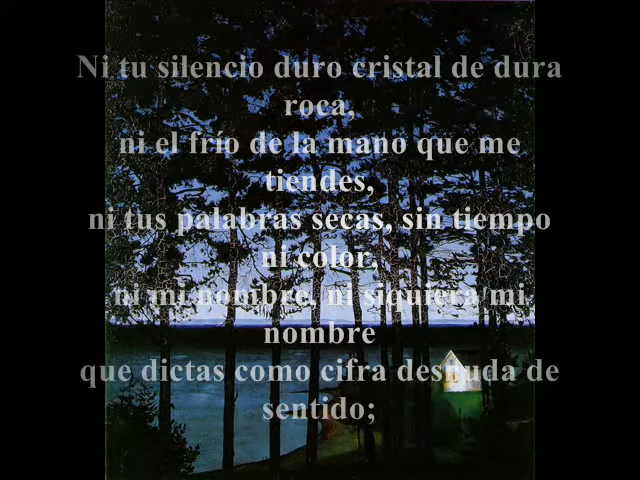 Ni tu silencio duro cristal de dura
roca,
ni el frío de la mano que me
tiendes,
ni tus palabras secas, sin tiempo
ni color,
ni mi nombre, ni siquiera mi
nombre
que dictas como cifra desnuda de
sentido;